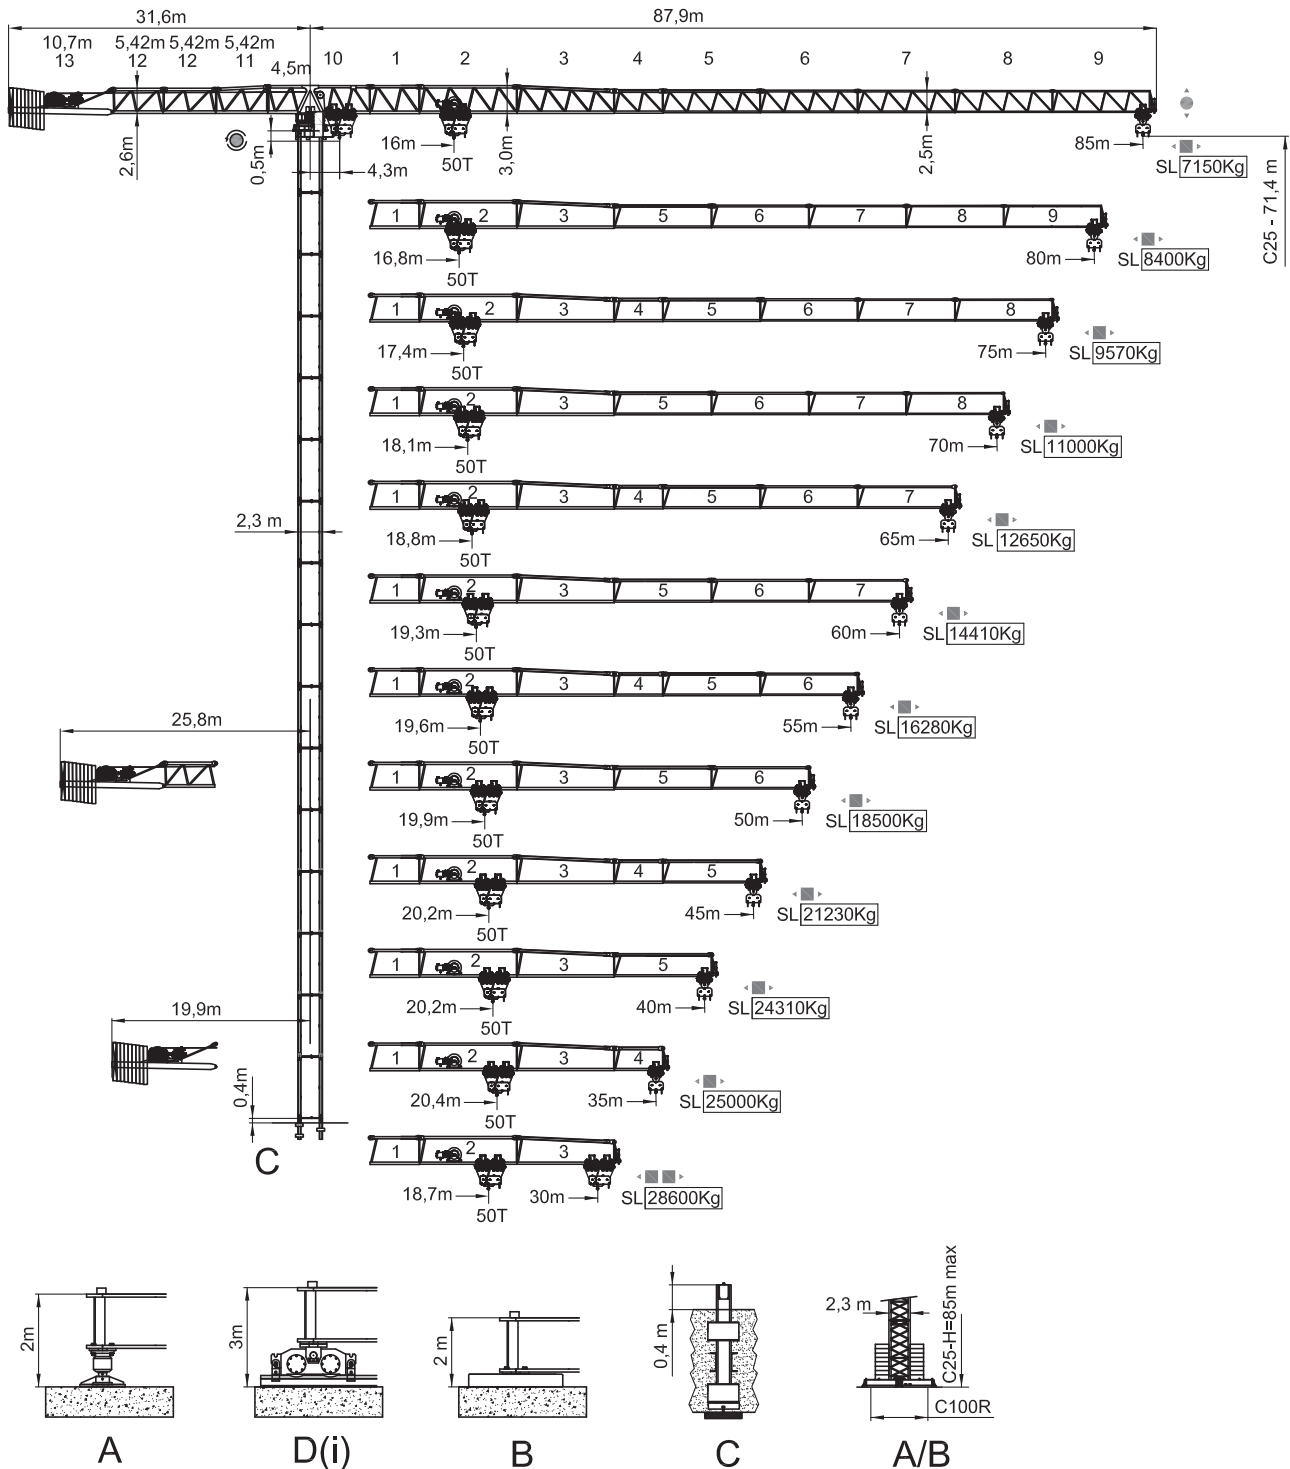 31,6m 87,9m
10,7m 5,42m 5,42m 5,42m
13 12 12 11 4,5m 10 1 2 3 4 5 6 7 8 9
2,6m 0,5m 4,3m 16m 50T 3,0m 2,5m 85m
SL 7150Kg
C25 - 71,4 m
1 2 3 5 6 7 8 9
16,8m 50T 80m SL 8400Kg
1 2 3 4 5 6 7 8
17,4m 50T 75m SL 9570Kg
1 2 3 5 6 7 8
18,1m 50T 70m SL 11000Kg
1 2 3 4 5 6 7
2,3 m
18,8m 50T 65m SL 12650Kg
1 2 3 5 6 7
19,3m 50T 60m SL 14410Kg
1 2 3 4 5 6
25,8m
19,6m 50T 55m SL 16280Kg
1 2 3 5 6
19,9m 50T 50m SL 18500Kg
1 2 3 4 5
20,2m 50T 45m SL 21230Kg
1 2 3 5
19,9m
20,2m 50T 40m SL 24310Kg
1 2 3 4
0,4m
20,4m 50T 35m SL 25000Kg
C
1 2 3
18,7m 50T 30m SL 28600Kg
2m
3m
2 m
0,4 m
2,3 m
C25-H=85m max
C100R
A D(i) B C A/B